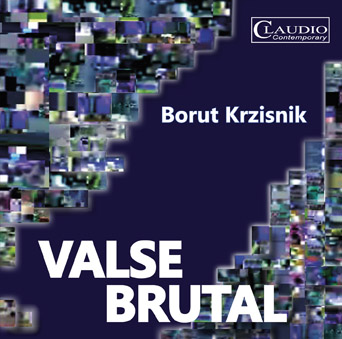 CLAUDIO
Contemporary
Borut Krzisnik
VALSE
BRUTAL